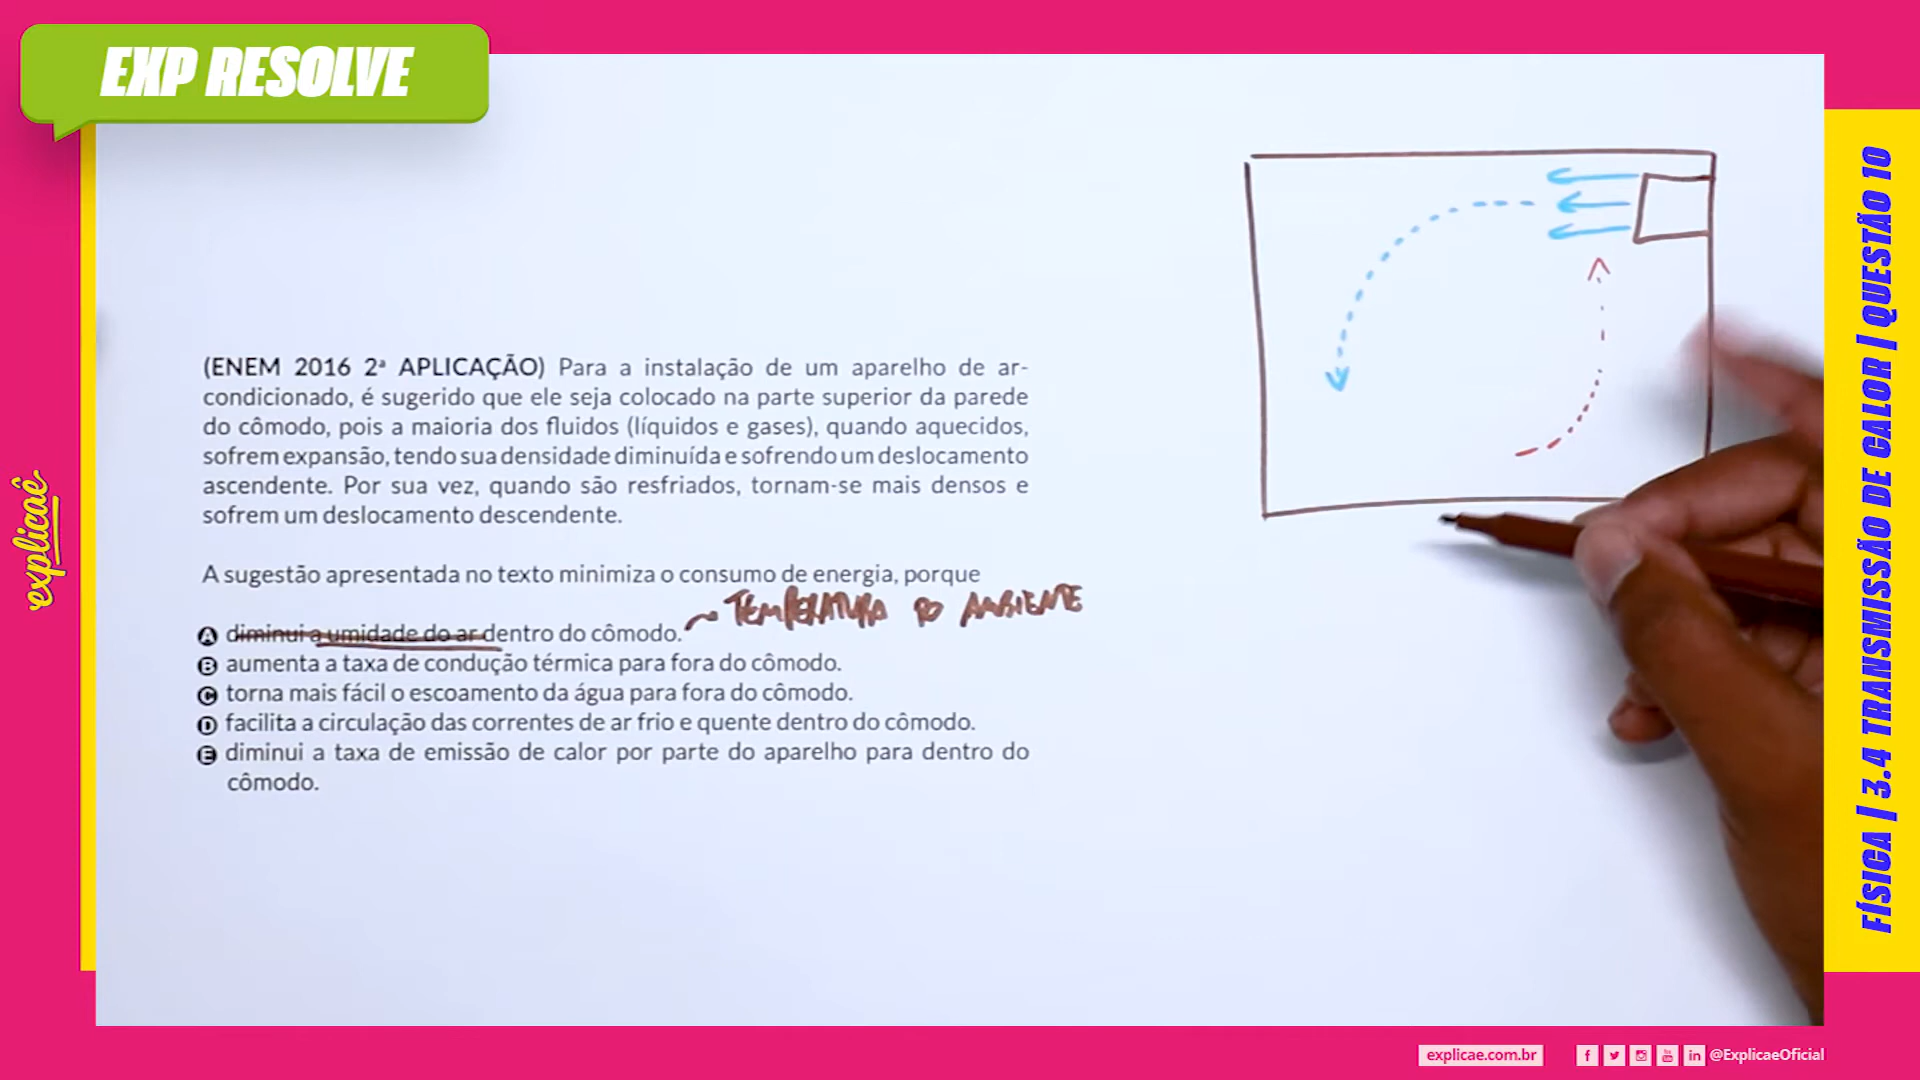 EXP RESOLVE
(ENEM 2016 2ª APLICAÇÃO) Para a instalação de um aparelho de ar-
condicionado, é sugerido que ele seja colocado na parte superior da parede
do cômodo, pois a maioria dos fluidos (líquidos e gases), quando aquecidos,
sofrem expansão, tendo sua densidade diminuída e sofrendo um deslocamento
ascendente. Por sua vez, quando são resfriados, tornam-se mais densos e
sofrem um deslocamento descendente.
A sugestão apresentada no texto minimiza o consumo de energia, porque
TEMPERATURA DO AMBIENTE
A diminui a umidade do ar dentro do cômodo.
B aumenta a taxa de condução térmica para fora do cômodo.
C torna mais fácil o escoamento da água para fora do cômodo.
D facilita a circulação das correntes de ar frio e quente dentro do cômodo.
E diminui a taxa de emissão de calor por parte do aparelho para dentro do
cômodo.
explicaê
FÍSICA | 3.4 TRANSMISSÃO DE CALOR | QUESTÃO 10
explicae.com.br
@ExplicaeOficial